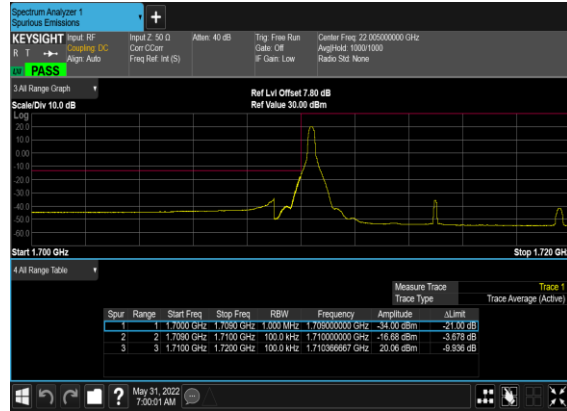 Spectrum Analyzer 1
Spurious Emissions
KEYSIGHT Input: RF Input Z: 50 Ω Atten: 40 dB Trig: Free Run Center Freq: 22.005000000 GHz
R T Coupling: DC Corr CCorr Gate: Off Avg|Hold: 1000/1000
Align: Auto Freq Ref: Int (S) IF Gain: Low Radio Std: None
PASS
3 All Range Graph
Ref Lvl Offset 7.80 dB
Scale/Div 10.0 dB Ref Value 30.00 dBm
Log
20.0
10.0
0.00
-10.0
-20.0
-30.0
-40.0
-50.0
-60.0
Start 1.700 GHz Stop 1.720 GH
4 All Range Table
Measure Trace Trace 1
Trace Type Trace Average (Active)
Spur Range Start Freq Stop Freq RBW Frequency Amplitude ΔLimit
1 1 1.7000 GHz 1.7090 GHz 1.000 MHz 1.709000000 GHz -34.00 dBm -21.00 dB
2 2 1.7090 GHz 1.7100 GHz 100.0 kHz 1.710000000 GHz -16.68 dBm -3.678 dB
3 3 1.7100 GHz 1.7200 GHz 100.0 kHz 1.710366667 GHz 20.06 dBm -9.936 dB
? May 31, 2022
7:00:01 AM